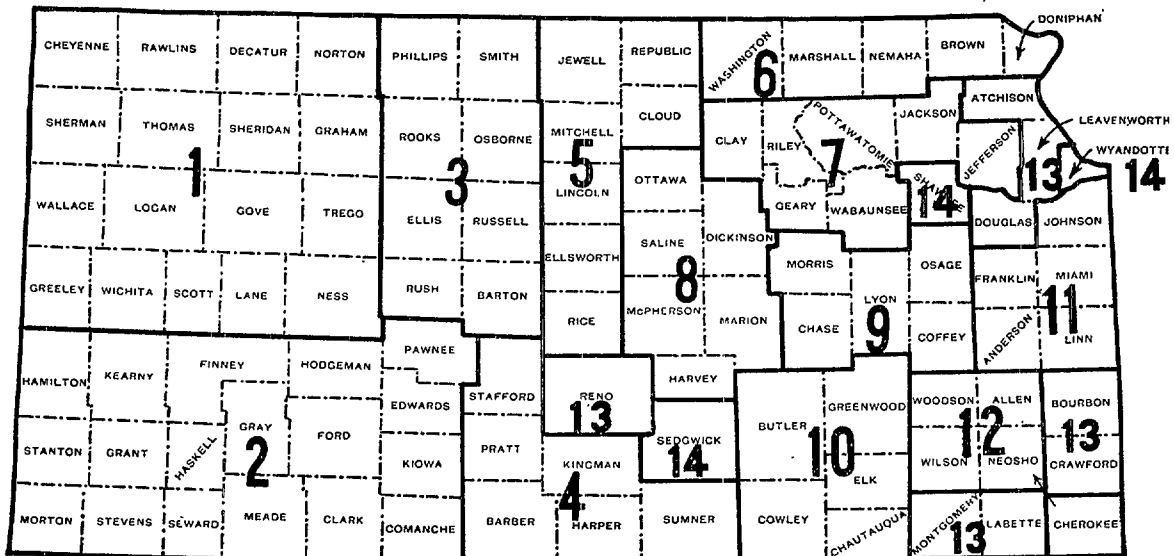 DONIPHAN
CHEYENNE RAWLINS DECATUR NORTON PHILLIPS SMITH JEWELL REPUBLIC WASHINGTON MARSHALL NEMAHA BROWN
6
ATCHISON
SHERMAN THOMAS SHERIDAN GRAHAM ROOKS OSBORNE MITCHELL CLOUD CLAY RILEY POTTAWATOMIE JACKSON JEFFERSON LEAVENWORTH
1 3 5 7 13 WYANDOTTE 14
LINCOLN OTTAWA SHAWNEE
14
WALLACE LOGAN GOVE TREGO ELLIS RUSSELL GEARY WABAUNSEE DOUGLAS JOHNSON
ELLSWORTH SALINE DICKINSON MORRIS OSAGE
8
GREELEY WICHITA SCOTT LANE NESS RUSH BARTON RICE McPHERSON MARION CHASE LYON COFFEY FRANKLIN MIAMI
9 11
ANDERSON LINN
HAMILTON KEARNY FINNEY HODGEMAN PAWNEE
HARVEY
EDWARDS STAFFORD RENO BUTLER GREENWOOD WOODSON ALLEN BOURBON
13
GRAY FORD SEDGWICK
2 14 10 12 13
STANTON GRANT HASKELL KIOWA PRATT KINGMAN ELK WILSON NEOSHO CRAWFORD
4
MORTON STEVENS SEWARD MEADE CLARK COMANCHE BARBER HARPER SUMNER COWLEY CHAUTAUQUA MONTGOMERY LABETTE CHEROKEE
13